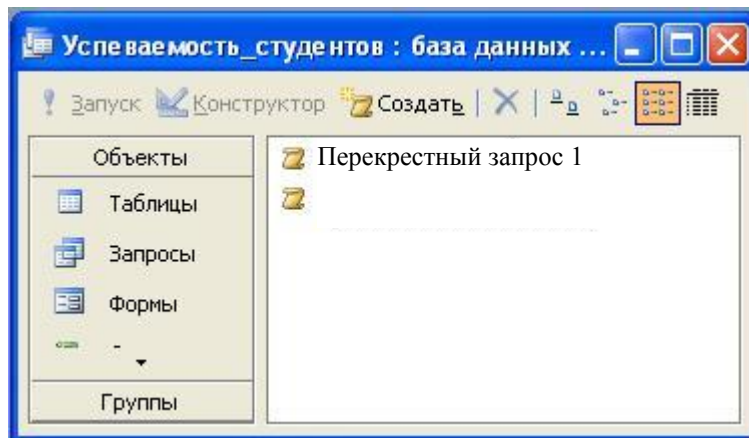 Успеваемость_студентов : база данных ...
Запуск Конструктор Создать
Объекты
Перекрестный запрос 1
Таблицы
Запросы
Формы
-
Группы